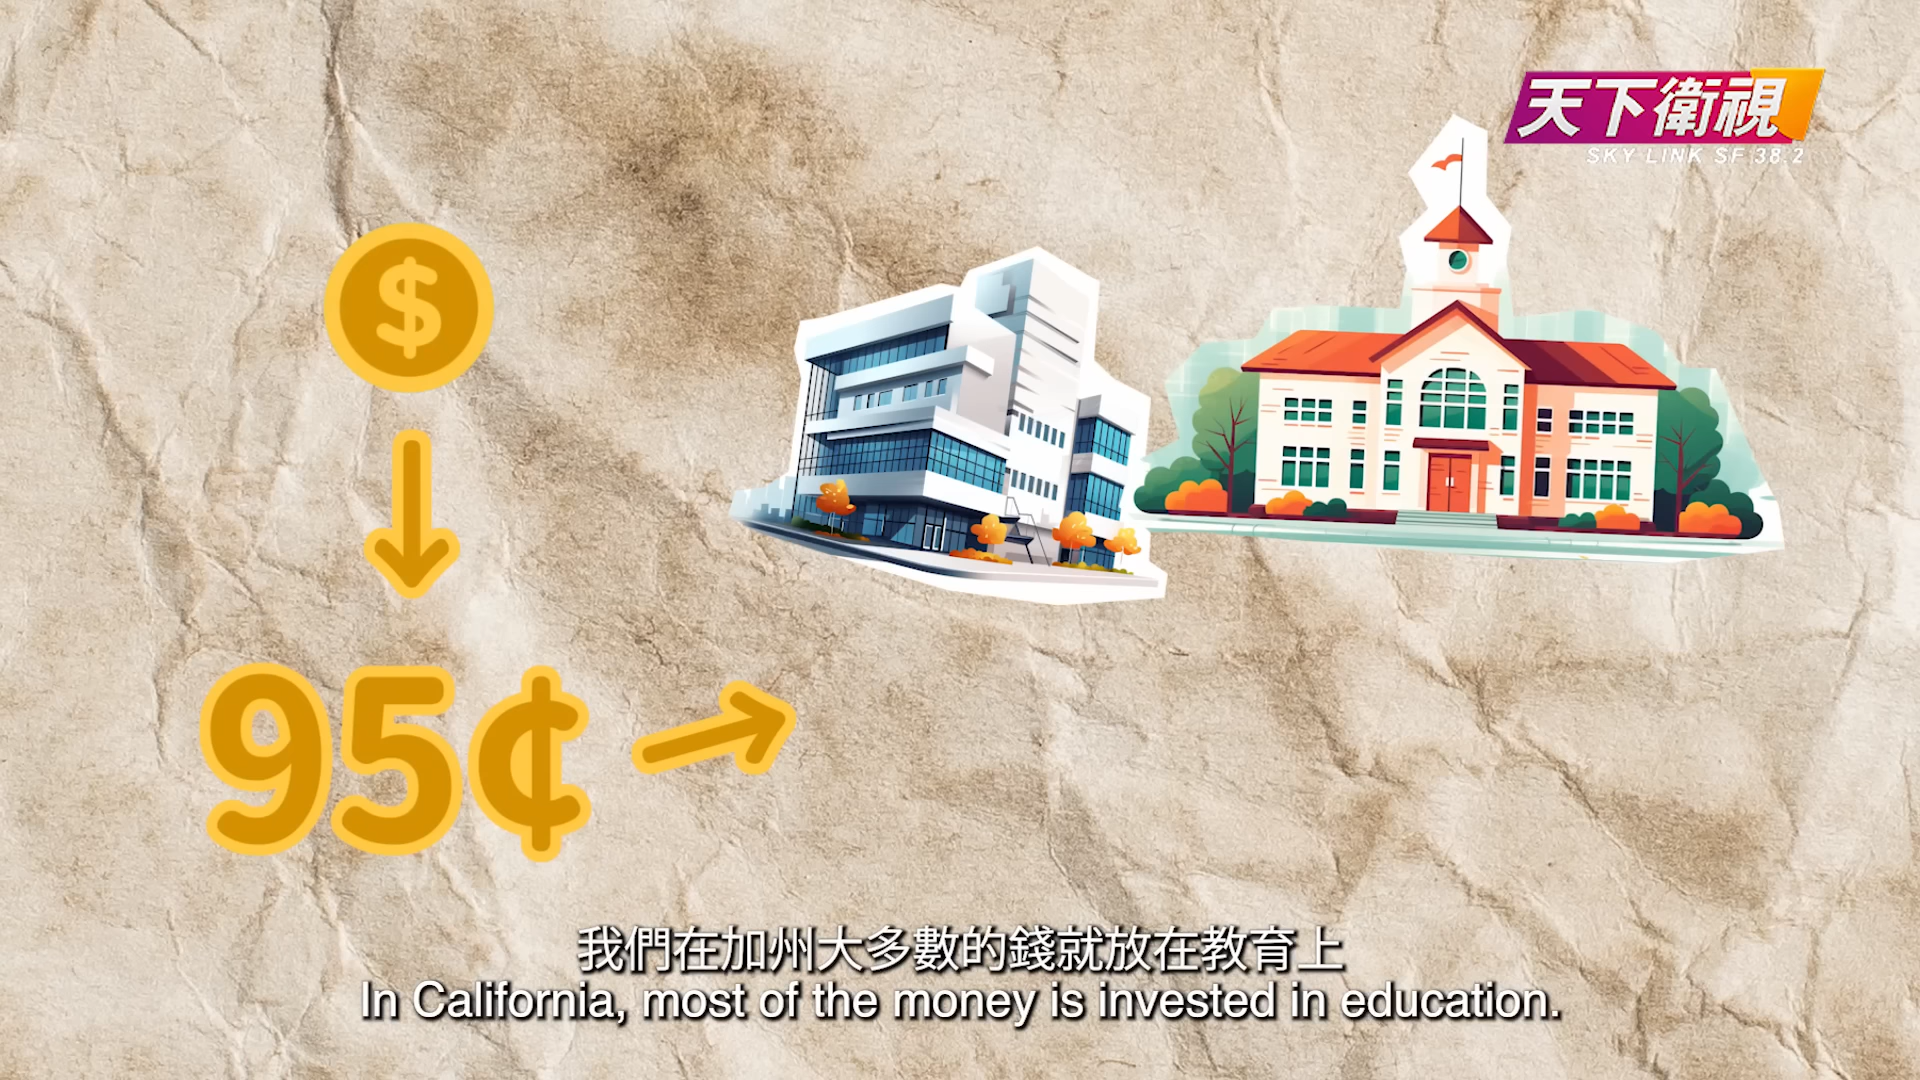 天下衛視
SKY LINK SF 38.2
$
95¢
我們在加州大多數的錢就放在教育上
In California, most of the money is invested in education.